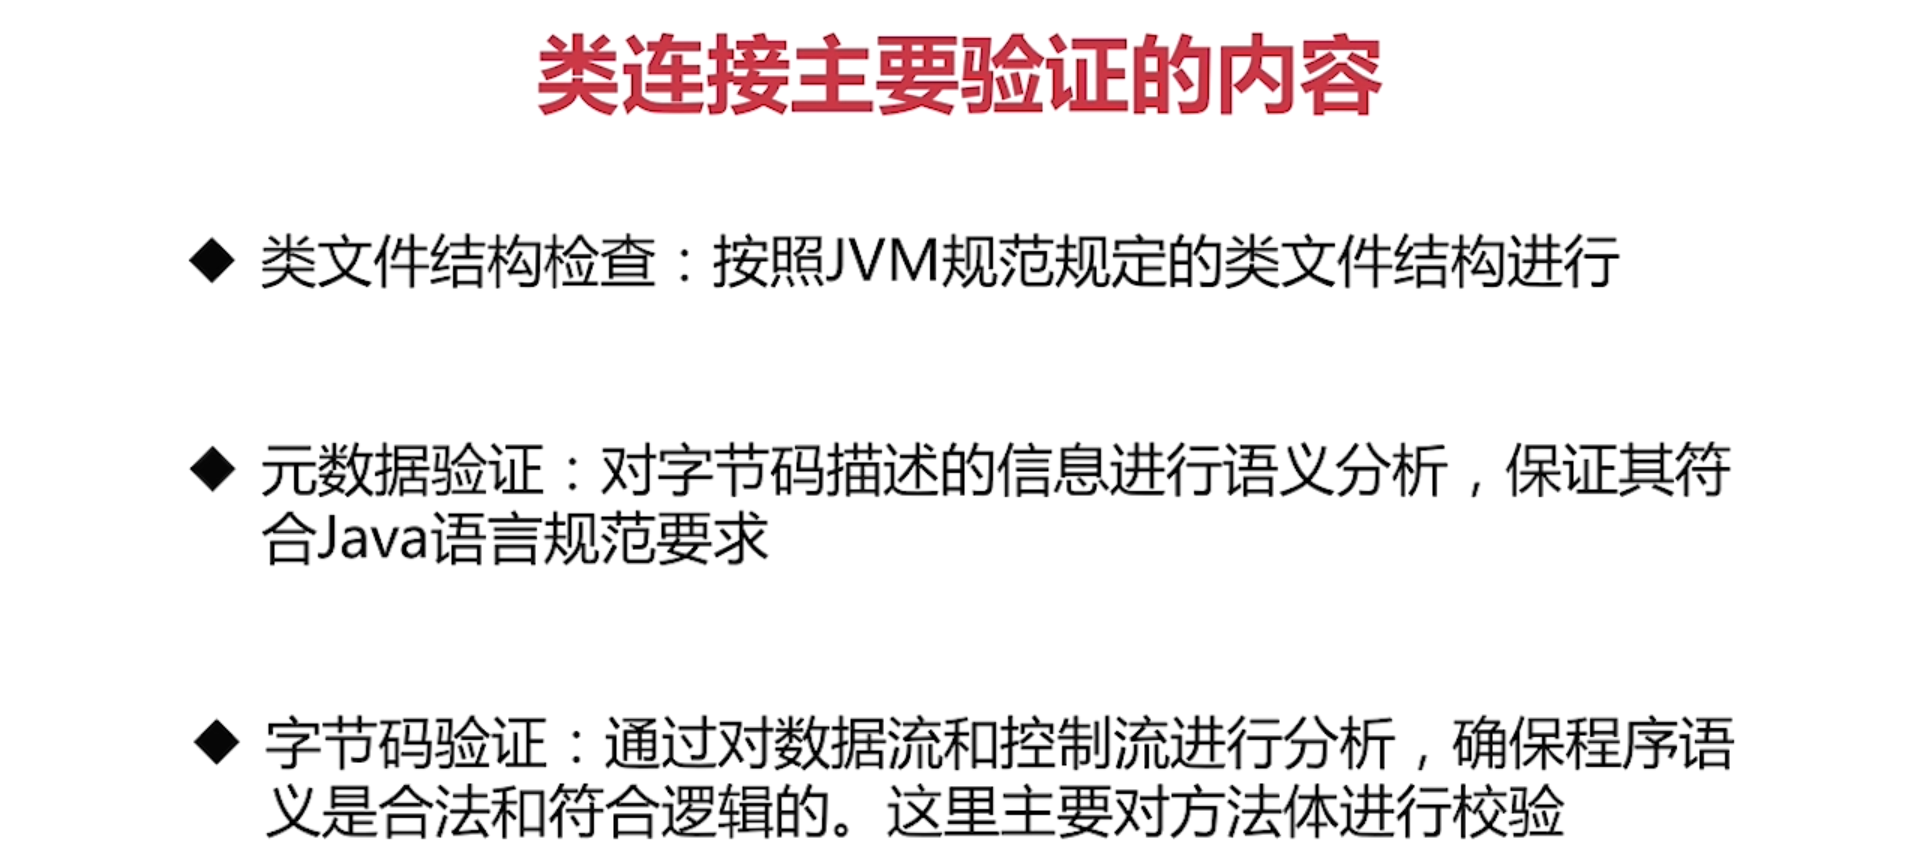 类连接主要验证的内容
◆ 类文件结构检查：按照JVM规范规定的类文件结构进行
◆ 元数据验证：对字节码描述的信息进行语义分析，保证其符
合Java语言规范要求
◆ 字节码验证：通过对数据流和控制流进行分析，确保程序语
义是合法和符合逻辑的。这里主要对方法体进行校验